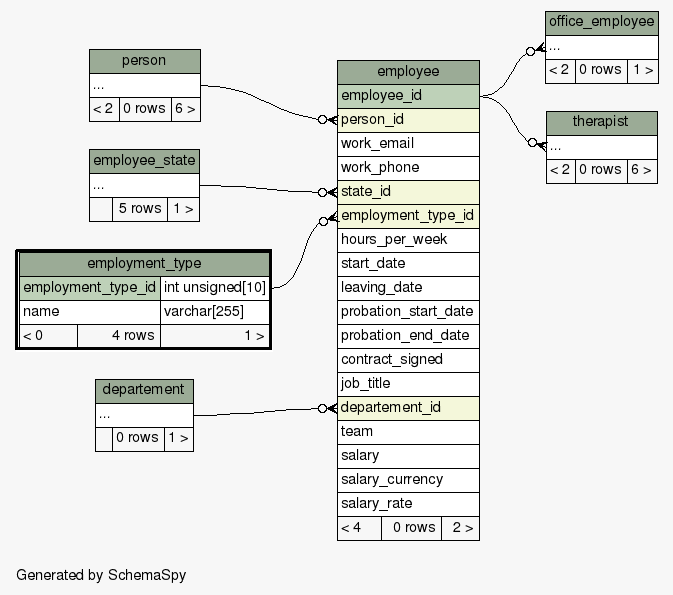 person
...
< 2 0 rows 6 >
employee_state
...
5 rows 1 >
employment_type
employment_type_id int unsigned[10]
name varchar[255]
< 0 4 rows 1 >
departement
...
0 rows 1 >
employee
employee_id
person_id
work_email
work_phone
state_id
employment_type_id
hours_per_week
start_date
leaving_date
probation_start_date
probation_end_date
contract_signed
job_title
departement_id
team
salary
salary_currency
salary_rate
< 4 0 rows 2 >
office_employee
...
< 2 0 rows 1 >
therapist
...
< 2 0 rows 6 >
Generated by SchemaSpy